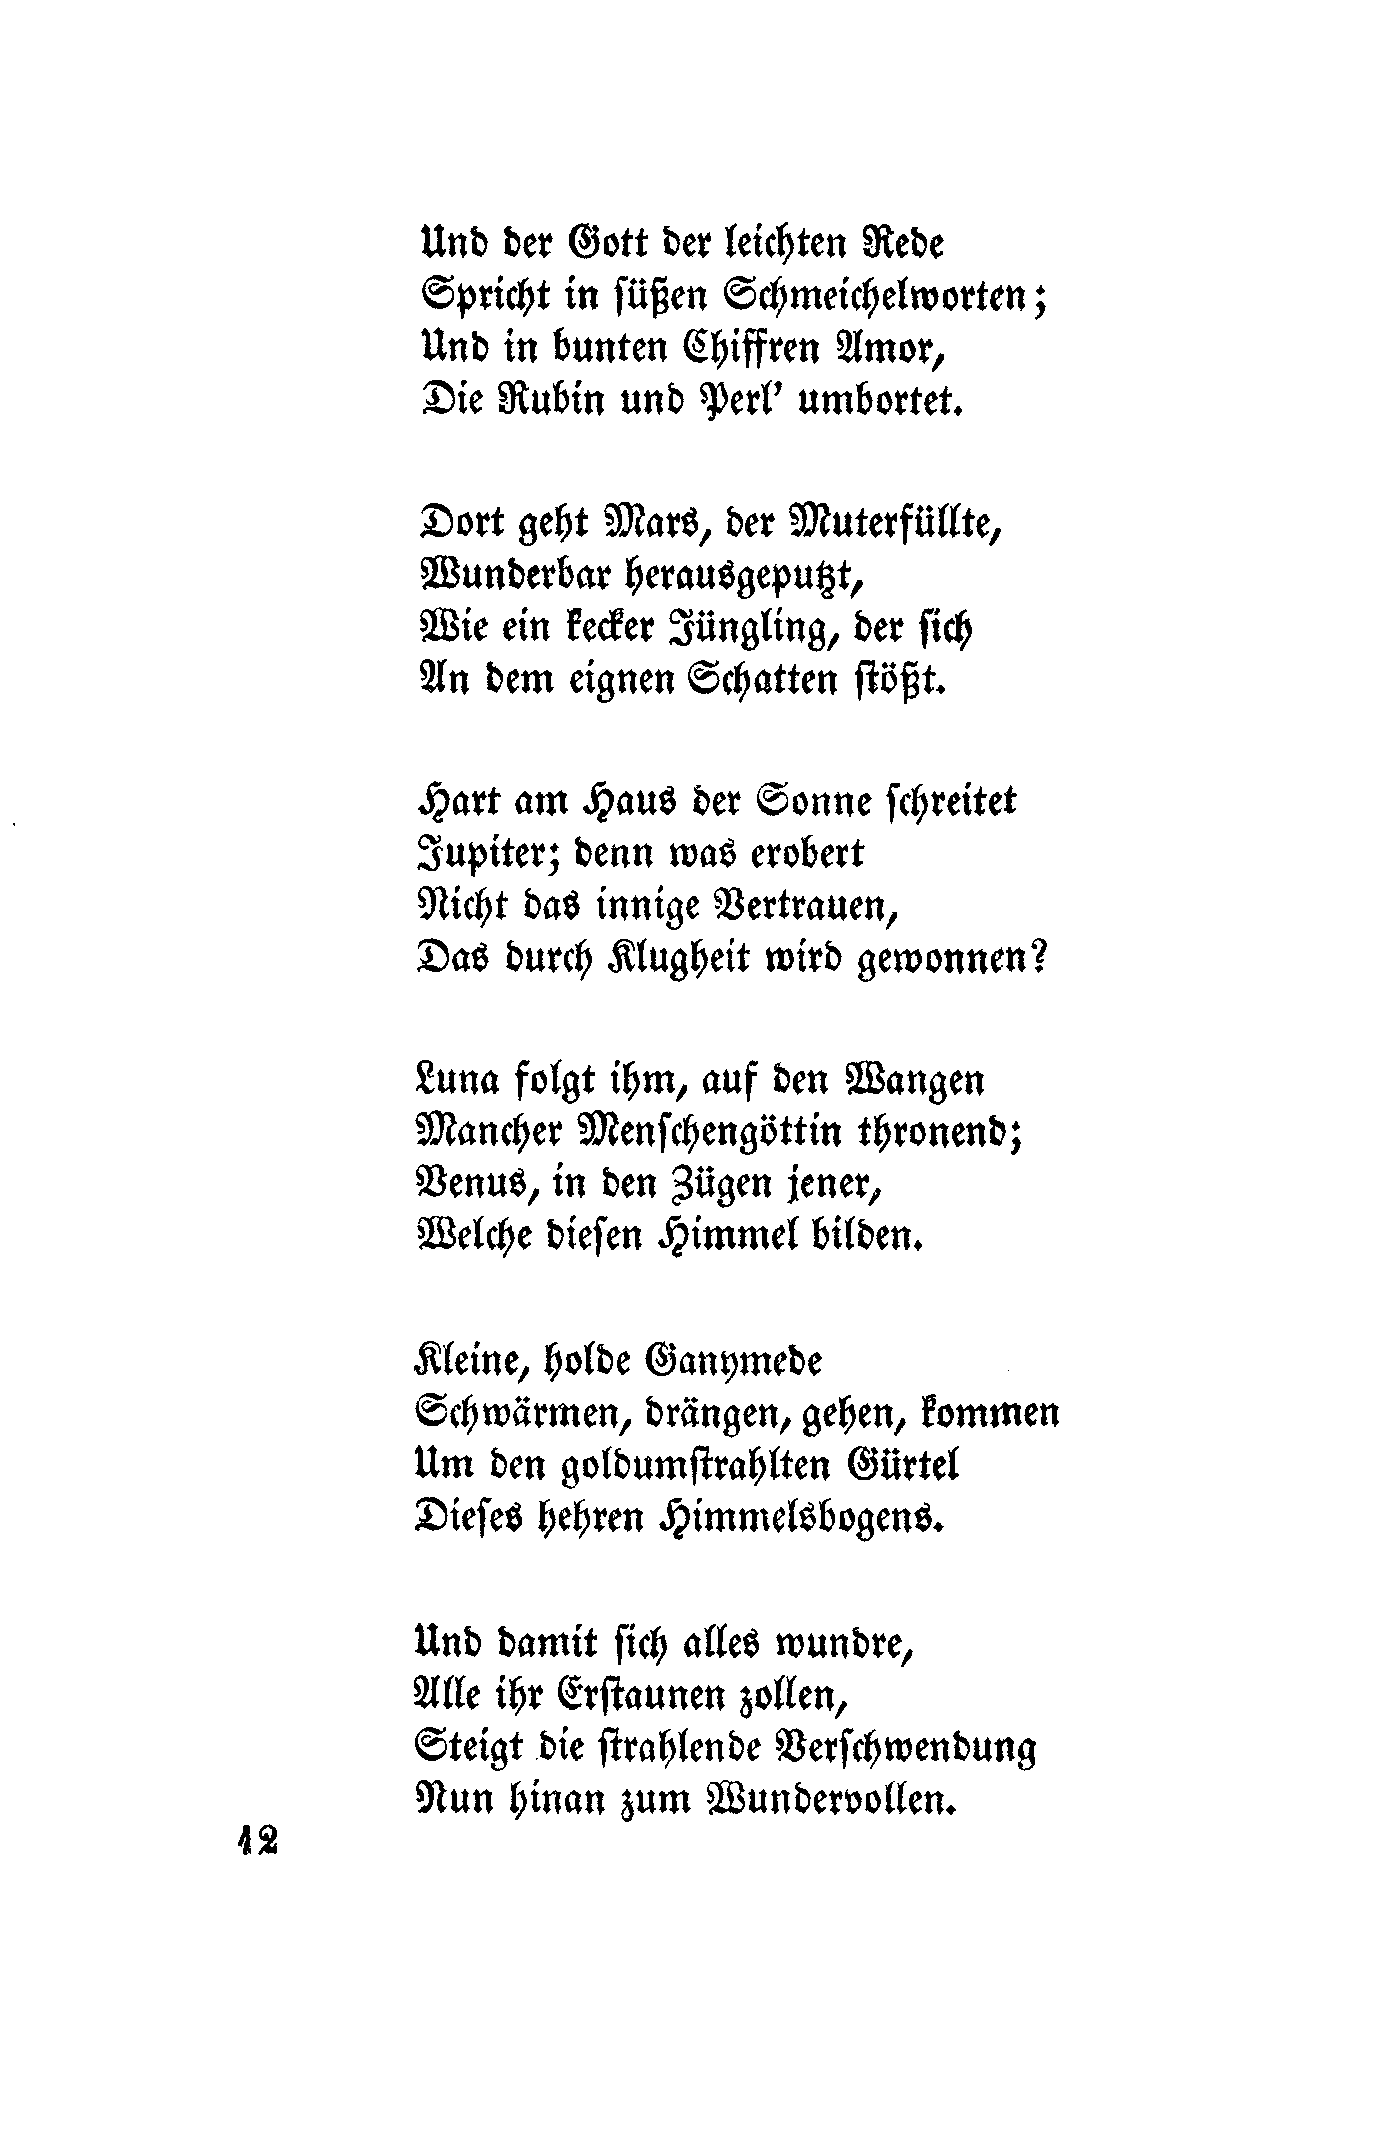 Und der Gott der leichten Rede
Spricht in süßen Schmeichelworten;
Und in bunten Chiffren Amor,
Die Rubin und Perl' umbortet.
Dort geht Mars, der Muterfüllte,
Wunderbar herausgeputzt,
Wie ein kecker Jüngling, der sich
An dem eignen Schatten stößt.
Hart am Haus der Sonne schreitet
Jupiter; denn was erobert
Nicht das innige Vertrauen,
Das durch Klugheit wird gewonnen?
Luna folgt ihm, auf den Wangen
Mancher Menschengöttin thronend;
Venus, in den Zügen jener,
Welche diesen Himmel bilden.
Kleine, holde Ganymede
Schwärmen, drängen, gehen, kommen
Um den goldumstrahlten Gürtel
Dieses hehren Himmelsbogens.
Und damit sich alles wundre,
Alle ihr Erstaunen zollen,
Steigt die strahlende Verschwendung
Nun hinan zum Wundervollen.
12